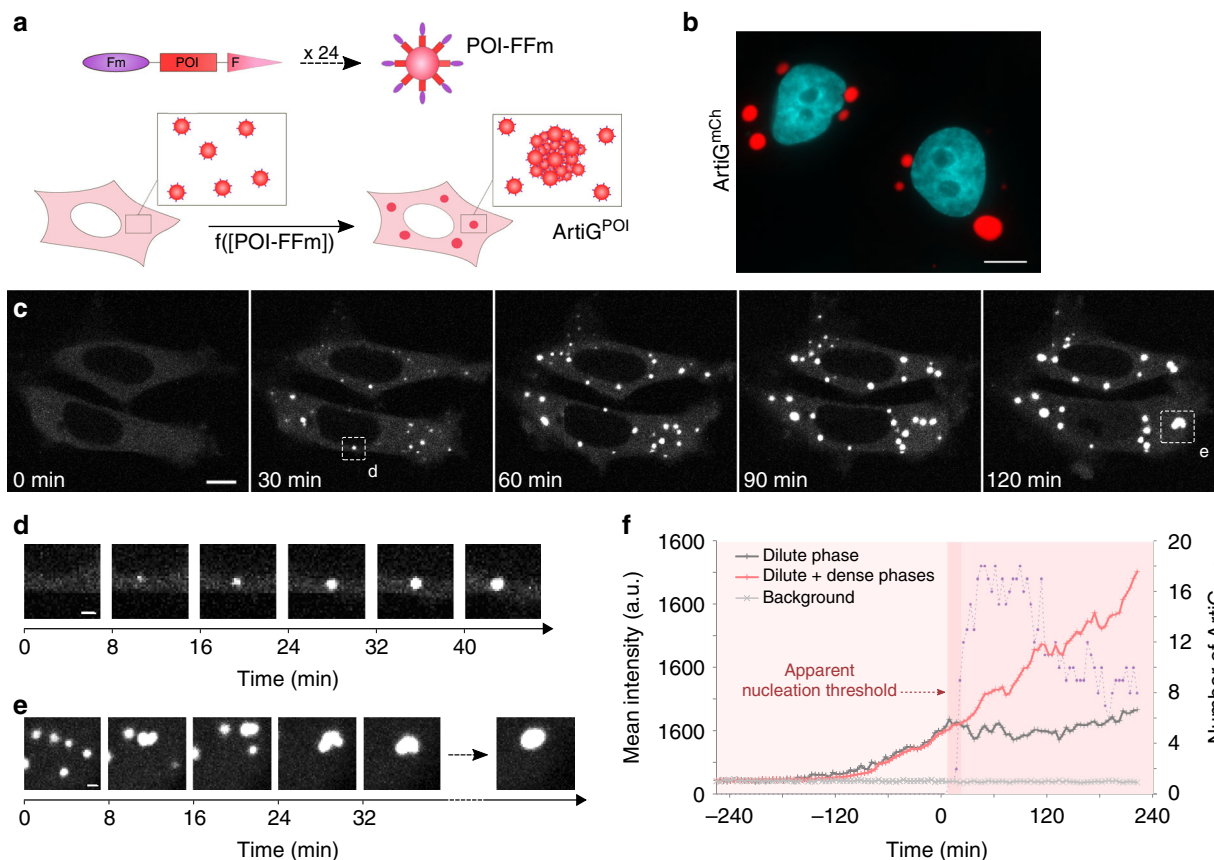 a
Fm
POI
F
x 24
POI-FFm
f([POI-FFm])
ArtiG^POI
b
ArtiG^mCh
c
0 min
30 min
d
60 min
90 min
120 min
e
d
0
8
16
24
32
40
Time (min)
e
0
8
16
24
32
Time (min)
f
Mean intensity (a.u.)
1600
1600
1600
1600
0
Dilute phase
Dilute + dense phases
Background
Apparent
nucleation threshold
–240
–120
0
120
240
Time (min)
20
16
12
8
4
0
Number of ArtiG